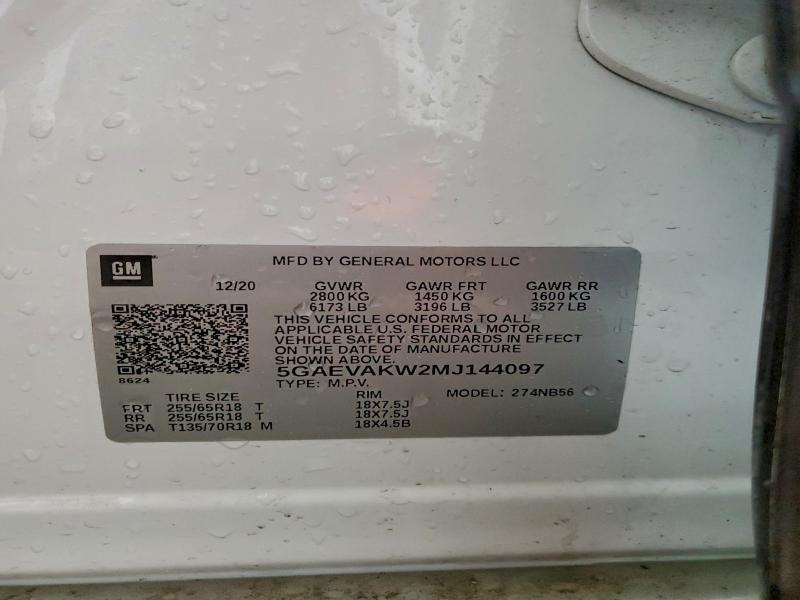 GM
MFD BY GENERAL MOTORS LLC
12/20 GVWR GAWR FRT GAWR RR
2800 KG 1450 KG 1600 KG
6173 LB 3196 LB 3527 LB
THIS VEHICLE CONFORMS TO ALL
APPLICABLE U.S. FEDERAL MOTOR
VEHICLE SAFETY STANDARDS IN EFFECT
ON THE DATE OF MANUFACTURE
SHOWN ABOVE.
5GAEVAKW2MJ144097
8624
TYPE: M.P.V. MODEL: 274NB56
TIRE SIZE RIM
FRT 255/65R18 T 18X7.5J
RR 255/65R18 T 18X7.5J
SPA T135/70R18 M 18X4.5B